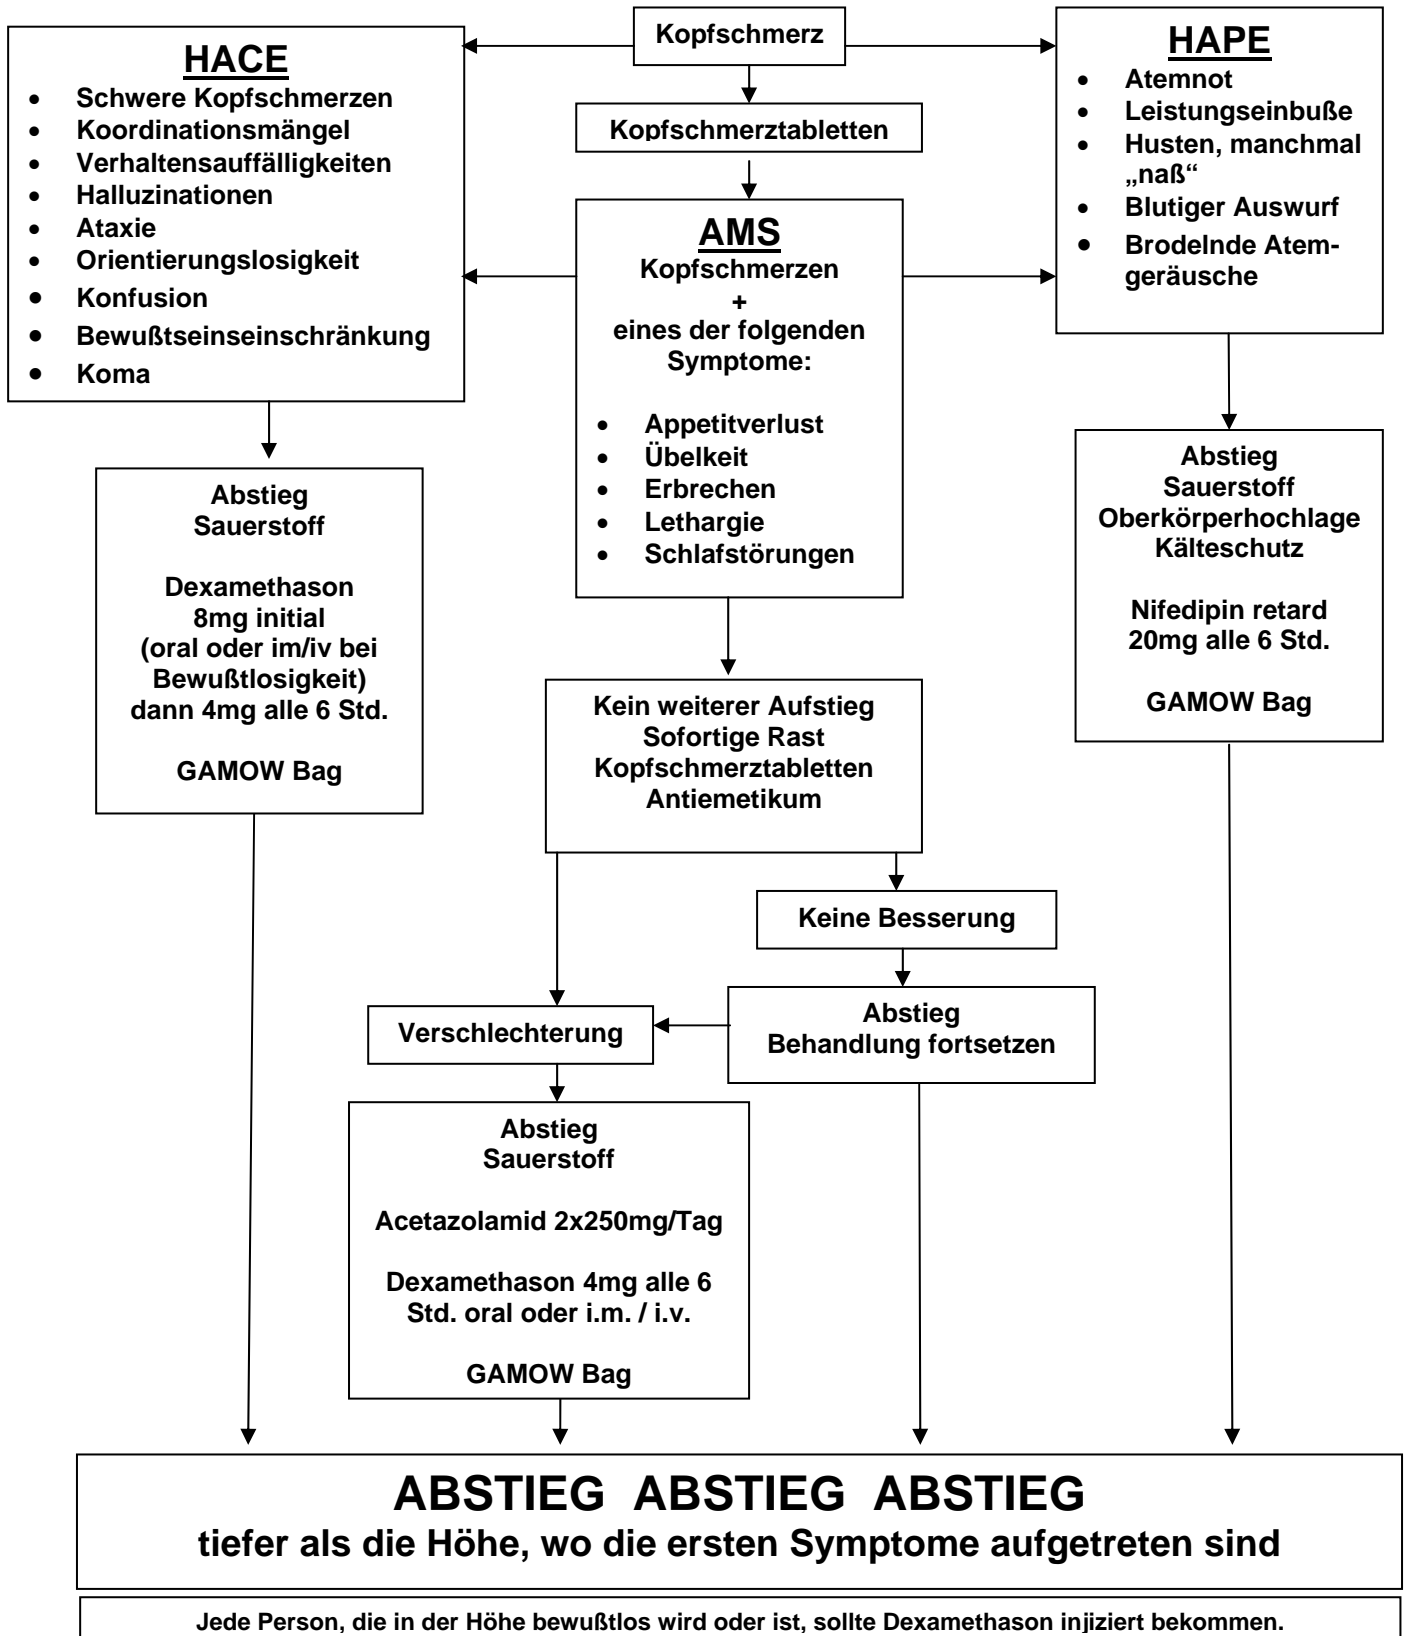 Kopfschmerz
Kopfschmerztabletten
HACE
• Schwere Kopfschmerzen
• Koordinationsmängel
• Verhaltensauffälligkeiten
• Halluzinationen
• Ataxie
• Orientierungslosigkeit
• Konfusion
• Bewußtseinseinschränkung
• Koma
AMS
Kopfschmerzen
+
eines der folgenden
Symptome:
• Appetitverlust
• Übelkeit
• Erbrechen
• Lethargie
• Schlafstörungen
HAPE
• Atemnot
• Leistungseinbuße
• Husten, manchmal
„naß“
• Blutiger Auswurf
• Brodelnde Atem-
geräusche
Abstieg
Sauerstoff
Dexamethason
8mg initial
(oral oder im/iv bei
Bewußtlosigkeit)
dann 4mg alle 6 Std.
GAMOW Bag
Kein weiterer Aufstieg
Sofortige Rast
Kopfschmerztabletten
Antiemetikum
Abstieg
Sauerstoff
Oberkörperhochlage
Kälteschutz
Nifedipin retard
20mg alle 6 Std.
GAMOW Bag
Keine Besserung
Verschlechterung
Abstieg
Behandlung fortsetzen
Abstieg
Sauerstoff
Acetazolamid 2x250mg/Tag
Dexamethason 4mg alle 6
Std. oral oder i.m. / i.v.
GAMOW Bag
ABSTIEG ABSTIEG ABSTIEG
tiefer als die Höhe, wo die ersten Symptome aufgetreten sind
Jede Person, die in der Höhe bewußtlos wird oder ist, sollte Dexamethason injiziert bekommen.